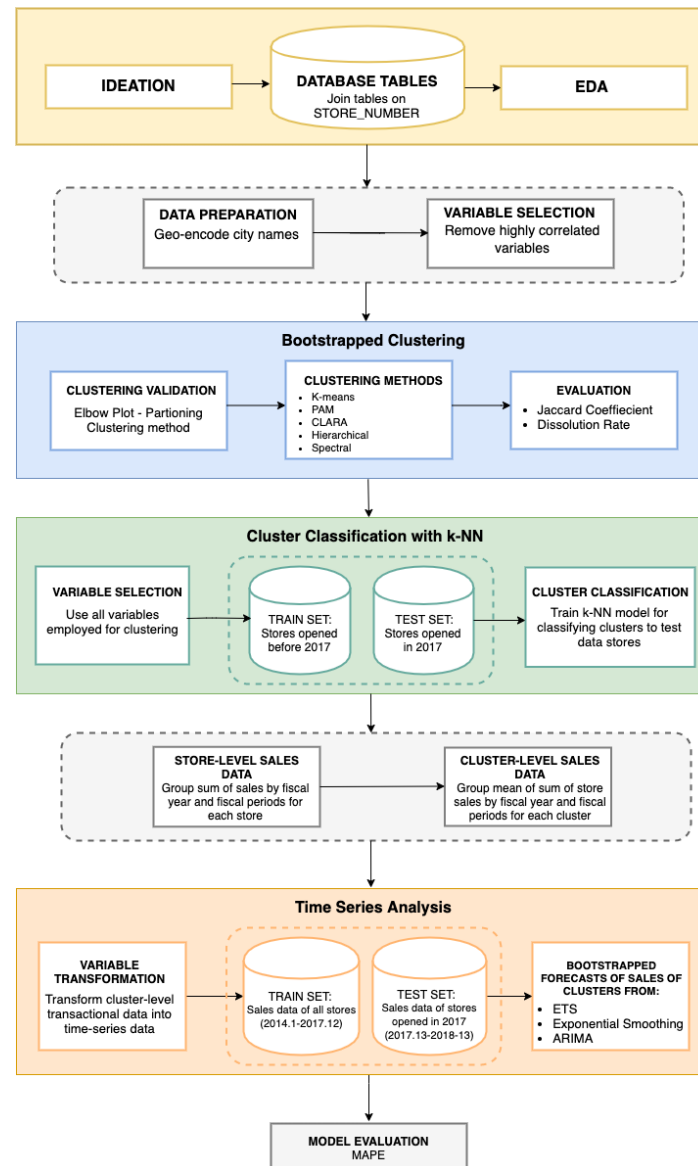 IDEATION
DATABASE TABLES
Join tables on
STORE_NUMBER
EDA
DATA PREPARATION
Geo-encode city names
VARIABLE SELECTION
Remove highly correlated
variables
Bootstrapped Clustering
CLUSTERING VALIDATION
Elbow Plot - Partioning
Clustering method
CLUSTERING METHODS
• K-means
• PAM
• CLARA
• Hierarchical
• Spectral
EVALUATION
• Jaccard Coeffiecient
• Dissolution Rate
Cluster Classification with k-NN
VARIABLE SELECTION
Use all variables
employed for clustering
TRAIN SET:
Stores opened
before 2017
TEST SET:
Stores opened
in 2017
CLUSTER CLASSIFICATION
Train k-NN model for
classifying clusters to test
data stores
STORE-LEVEL SALES
DATA
Group sum of sales by fiscal
year and fiscal periods for
each store
CLUSTER-LEVEL SALES
DATA
Group mean of sum of store
sales by fiscal year and fiscal
periods for each cluster
Time Series Analysis
VARIABLE
TRANSFORMATION
Transform cluster-level
transactional data into
time-series data
TRAIN SET:
Sales data of all stores
(2014.1-2017.12)
TEST SET:
Sales data of stores
opened in 2017
(2017.13-2018-13)
BOOTSTRAPPED
FORECASTS OF SALES OF
CLUSTERS FROM:
• ETS
• Exponential Smoothing
• ARIMA
MODEL EVALUATION
MAPE